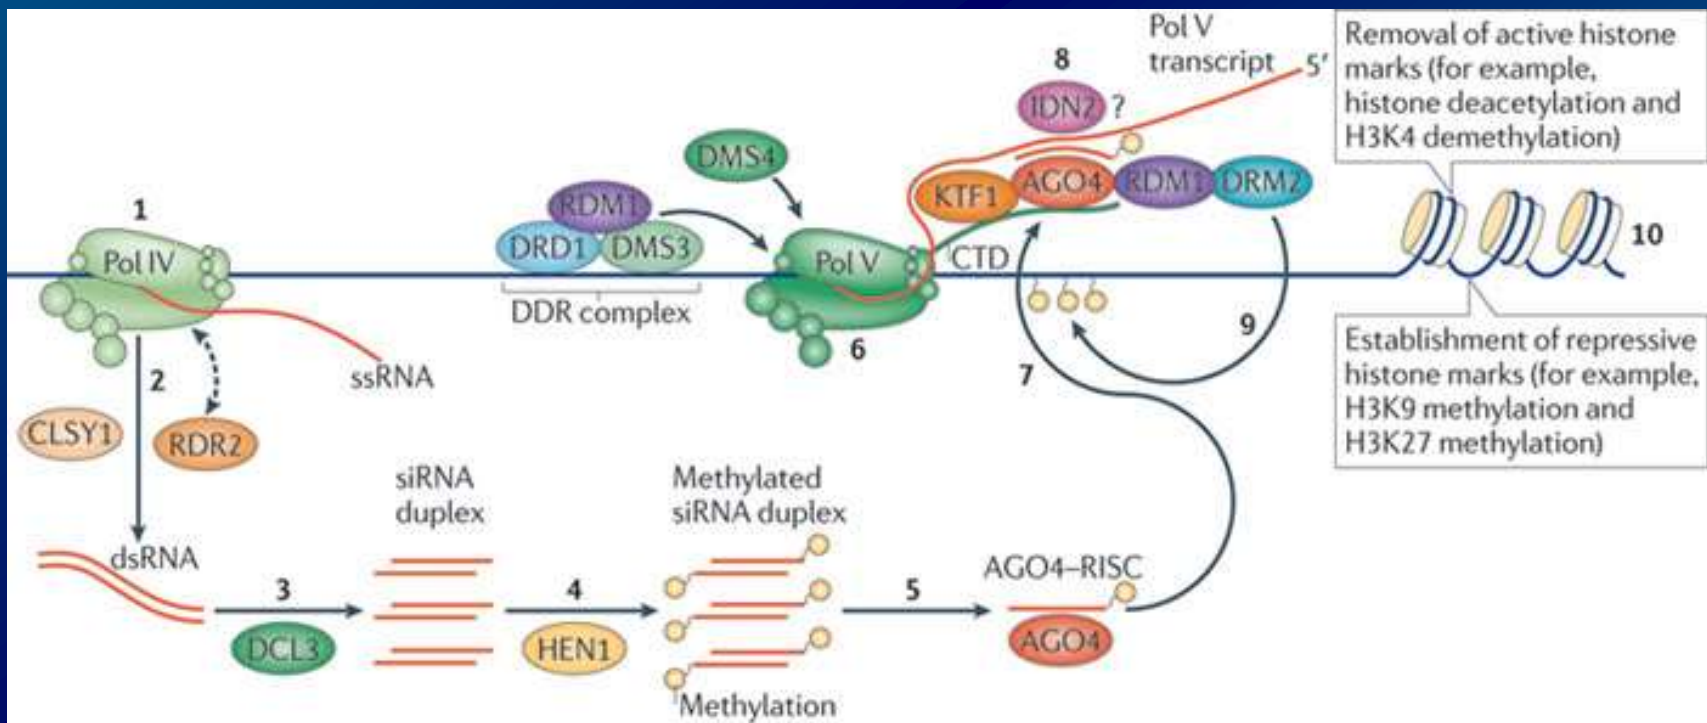 Pol V
transcript
5'
8
IDN2 ?
Removal of active histone
marks (for example,
histone deacetylation and
H3K4 demethylation)
DMS4
KTF1
AGO4
RDM1
DRM2
RDM1
DRD1
DMS3
DDR complex
1
Pol IV
Pol V
CTD
10
6
7
9
2
ssRNA
CLSY1
RDR2
Establishment of repressive
histone marks (for example,
H3K9 methylation and
H3K27 methylation)
dsRNA
siRNA
duplex
Methylated
siRNA duplex
AGO4–RISC
3
DCL3
4
HEN1
5
AGO4
Methylation